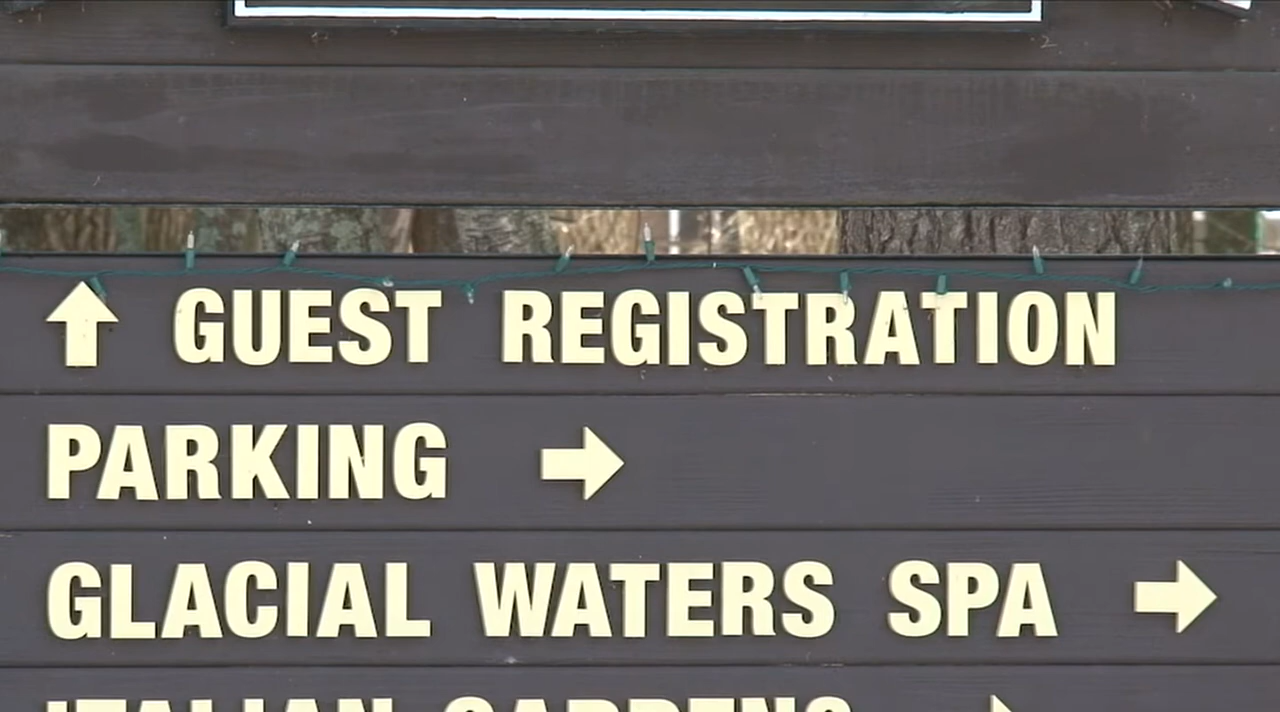 ↑ GUEST REGISTRATION
PARKING →
GLACIAL WATERS SPA →
ITALIAN GARDENS →